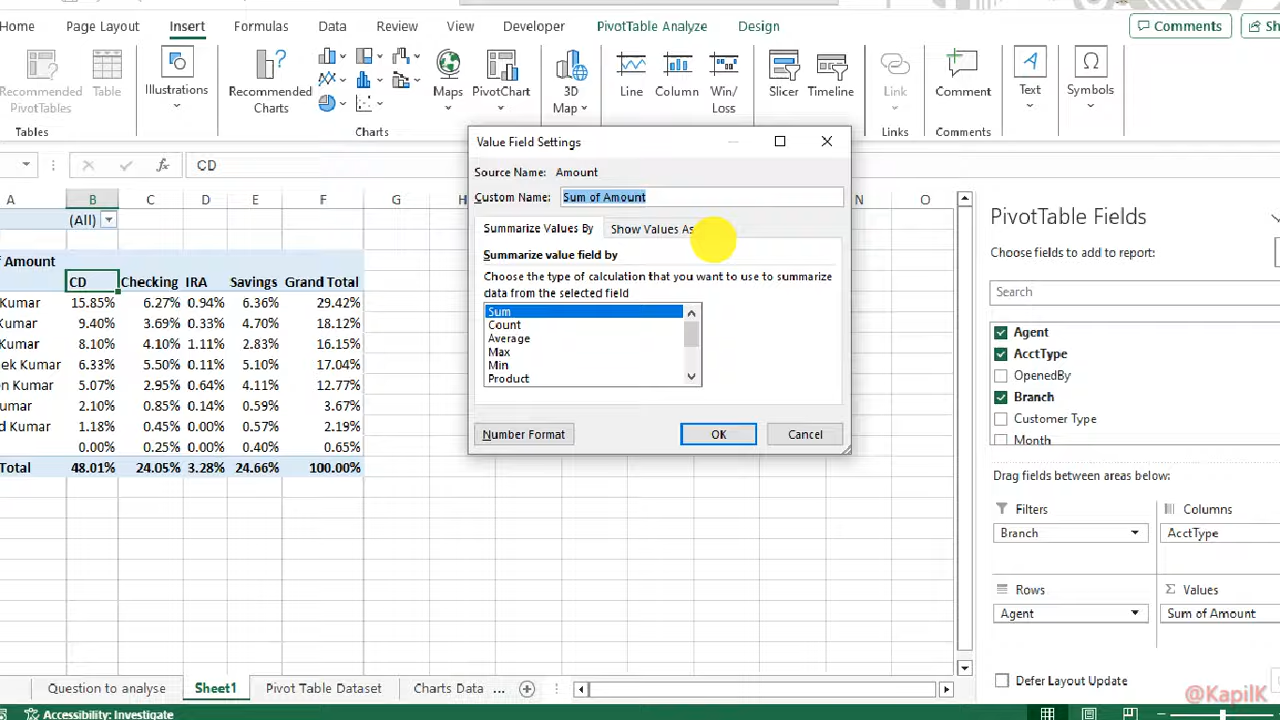 Home Page Layout Insert Formulas Data Review View Developer PivotTable Analyze Design Comments Sh
Recommended PivotTables
Table
Illustrations
Recommended Charts
Maps
PivotChart
3D Map
Line
Column
Win/Loss
Slicer
Timeline
Link
Comment
Text
Symbols
Tables
Charts
Links
Comments
fx CD
A B C D E F G H N O
(All)
f Amount
CD Checking IRA Savings Grand Total
Kumar 15.85% 6.27% 0.94% 6.36% 29.42%
Kumar 9.40% 3.69% 0.33% 4.70% 18.12%
Kumar 8.10% 4.10% 1.11% 2.83% 16.15%
ek Kumar 6.33% 5.50% 0.11% 5.10% 17.04%
n Kumar 5.07% 2.95% 0.64% 4.11% 12.77%
umar 2.10% 0.85% 0.14% 0.59% 3.67%
d Kumar 1.18% 0.45% 0.00% 0.57% 2.19%
0.00% 0.25% 0.00% 0.40% 0.65%
Total 48.01% 24.05% 3.28% 24.66% 100.00%
Value Field Settings
Source Name: Amount
Custom Name: Sum of Amount
Summarize Values By Show Values As
Summarize value field by
Choose the type of calculation that you want to use to summarize
data from the selected field
Sum
Count
Average
Max
Min
Product
Number Format OK Cancel
PivotTable Fields
Choose fields to add to report:
Search
Agent
AcctType
OpenedBy
Branch
Customer Type
Month
Drag fields between areas below:
Filters Columns
Branch AcctType
Rows Σ Values
Agent Sum of Amount
Defer Layout Update
Question to analyse Sheet1 Pivot Table Dataset Charts Data ...
@KapilK
Accessibility: Investigate